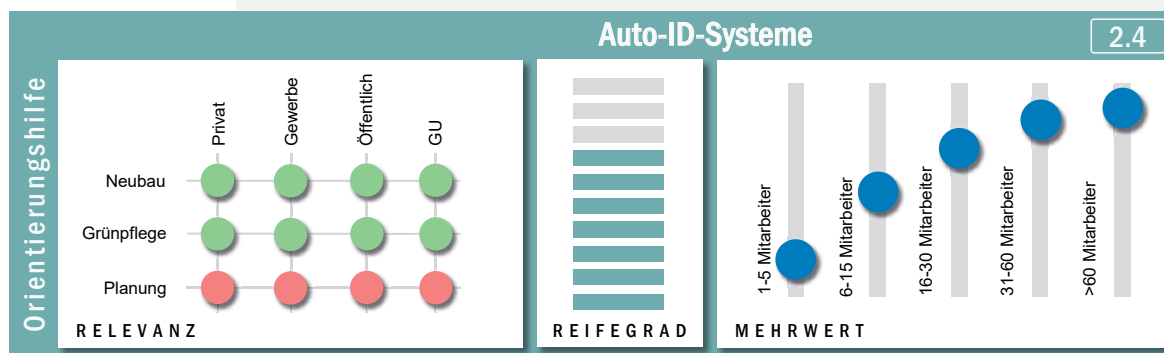 Auto-ID-Systeme
2.4
Orientierungshilfe
Privat
Gewerbe
Öffentlich
GU
Neubau
Grünpflege
Planung
RELEVANZ
REIFEGRAD
1-5 Mitarbeiter
6-15 Mitarbeiter
16-30 Mitarbeiter
31-60 Mitarbeiter
>60 Mitarbeiter
MEHRWERT